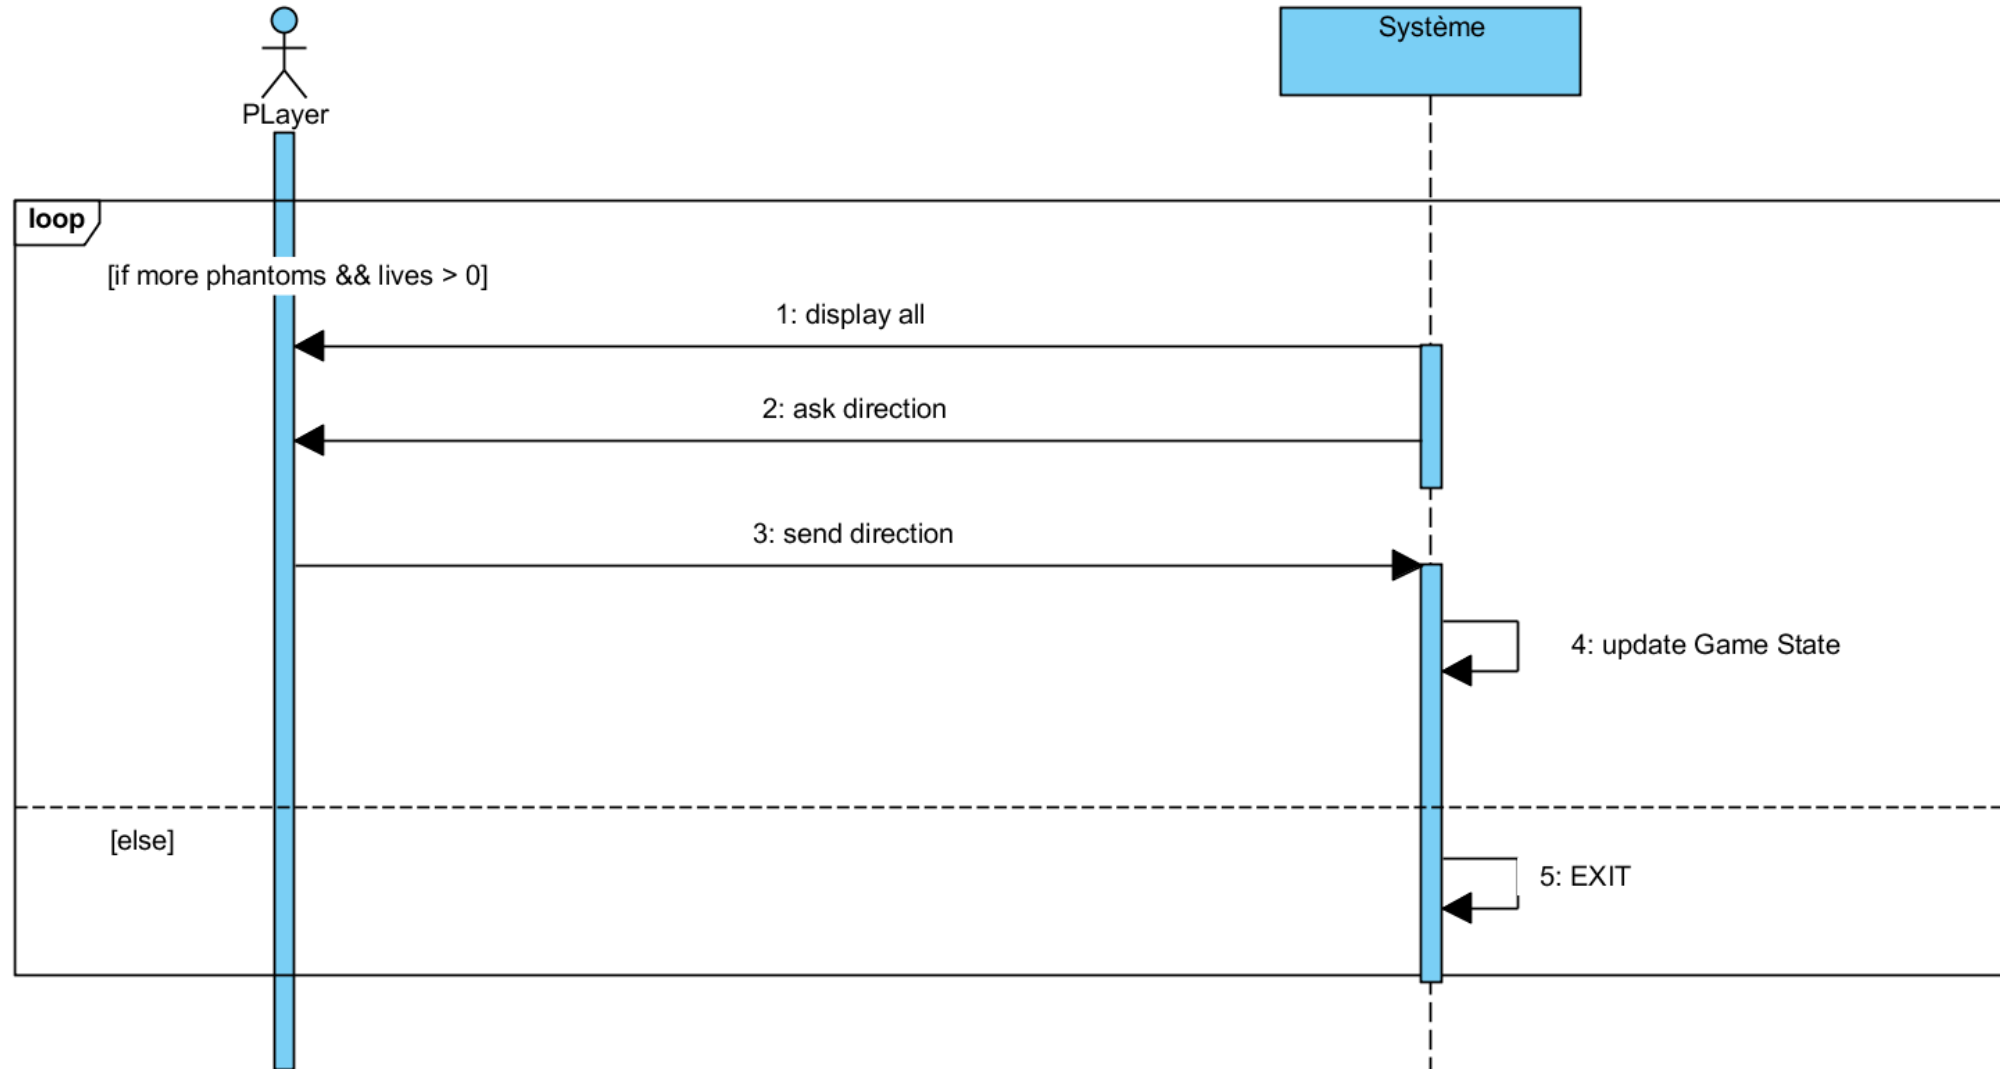 PLayer
Système
loop
[if more phantoms && lives > 0]
1: display all
2: ask direction
3: send direction
4: update Game State
[else]
5: EXIT